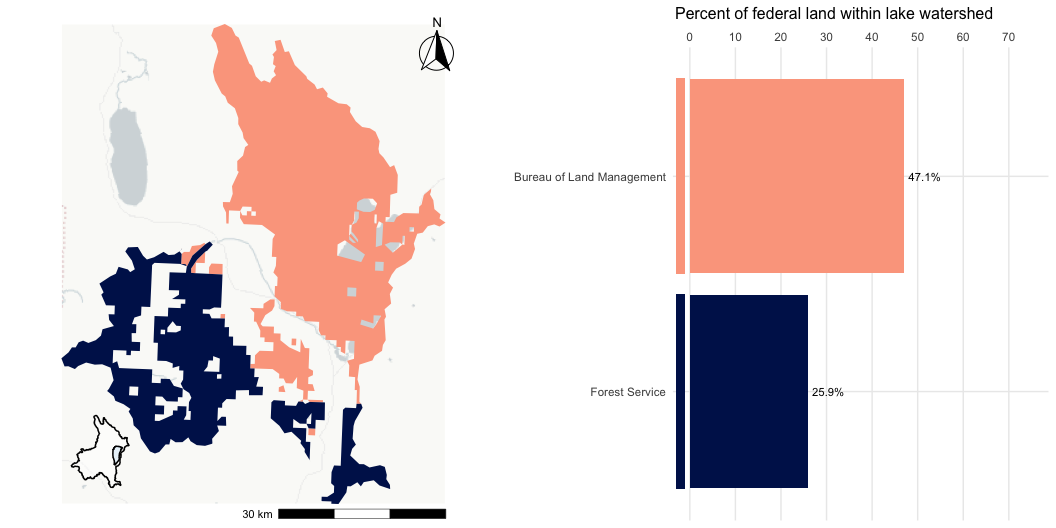 N
30 km
Percent of federal land within lake watershed
0 10 20 30 40 50 60 70
Bureau of Land Management 47.1%
Forest Service 25.9%